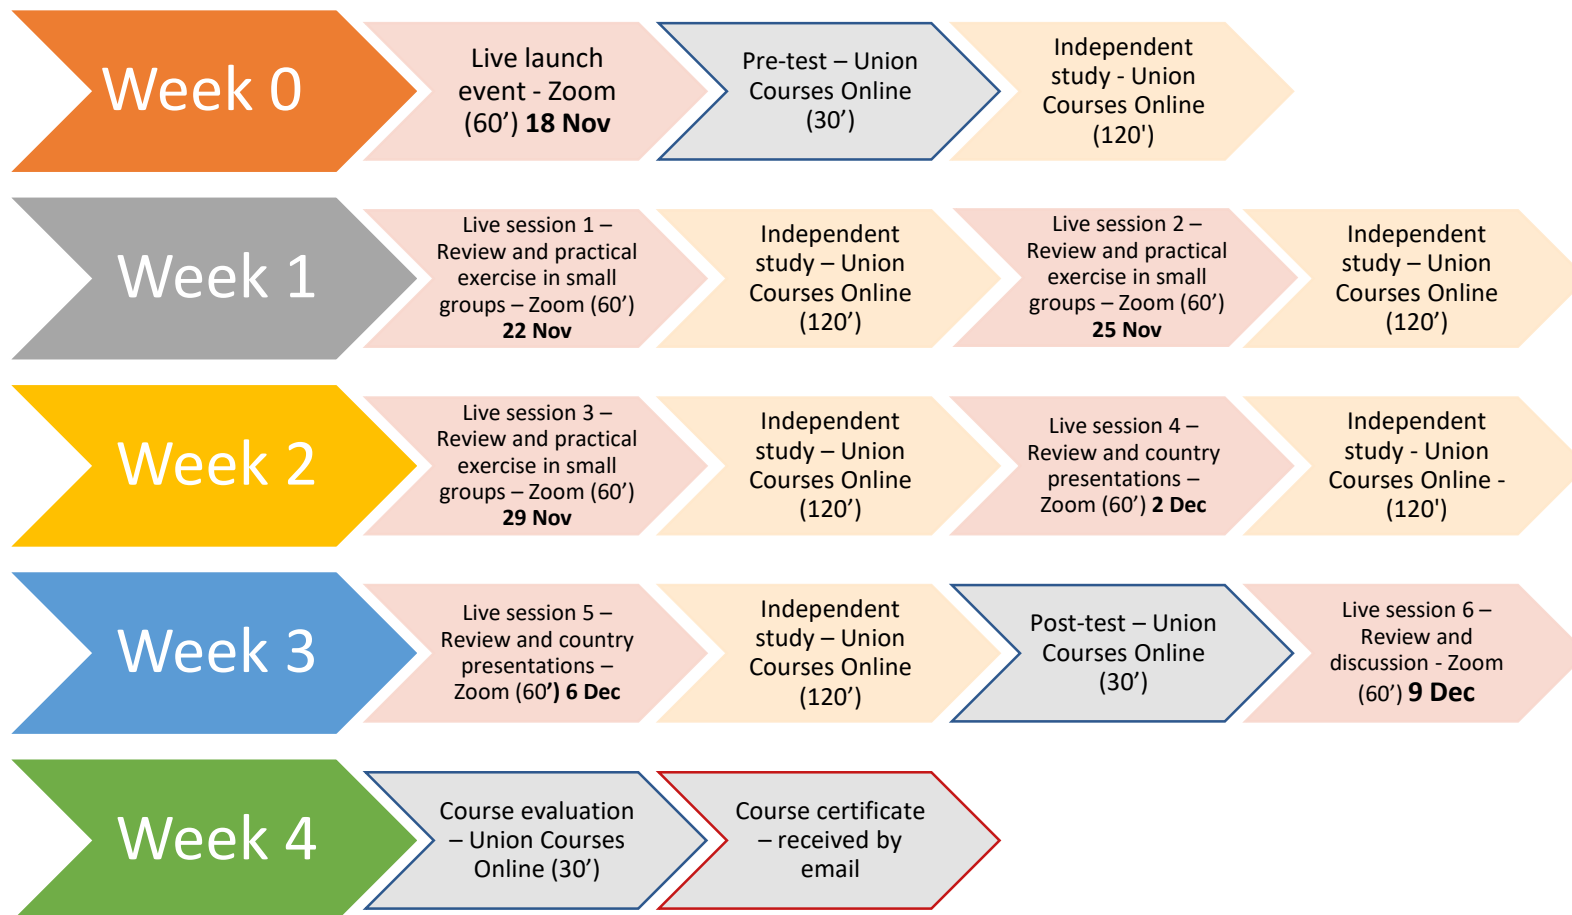 Week 0
Live launch
event - Zoom
(60’) 18 Nov
Pre-test – Union
Courses Online
(30’)
Independent
study - Union
Courses Online
(120')
Week 1
Live session 1 –
Review and practical
exercise in small
groups – Zoom (60’)
22 Nov
Independent
study – Union
Courses Online
(120’)
Live session 2 –
Review and practical
exercise in small
groups – Zoom (60’)
25 Nov
Independent
study – Union
Courses Online
(120’)
Week 2
Live session 3 –
Review and practical
exercise in small
groups – Zoom (60’)
29 Nov
Independent
study – Union
Courses Online
(120’)
Live session 4 –
Review and country
presentations –
Zoom (60’) 2 Dec
Independent
study - Union
Courses Online -
(120')
Week 3
Live session 5 –
Review and country
presentations –
Zoom (60’) 6 Dec
Independent
study – Union
Courses Online
(120’)
Post-test – Union
Courses Online
(30’)
Live session 6 –
Review and
discussion - Zoom
(60’) 9 Dec
Week 4
Course evaluation
– Union Courses
Online (30’)
Course certificate
– received by
email